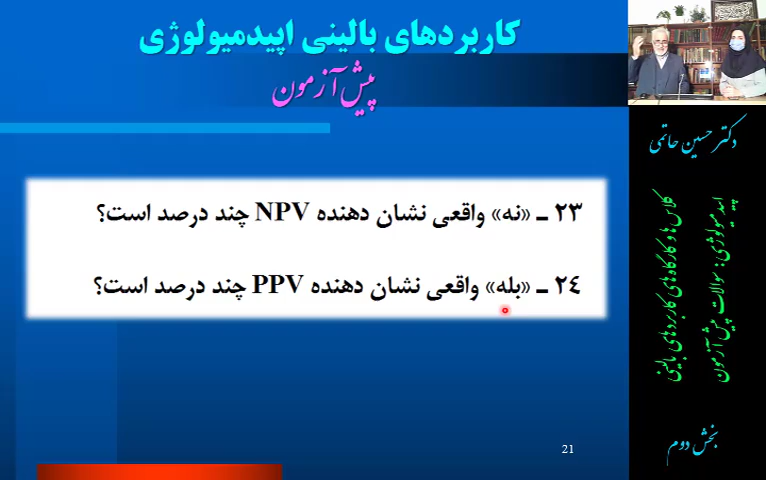 کاربردهای بالینی اپیدمیولوژی
پیش آزمون
۲۳ ـ «نه» واقعی نشان دهنده NPV چند درصد است؟
۲٤ ـ «بله» واقعی نشان دهنده PPV چند درصد است؟
21
دکتر حسین حاتمی
کلاس ها و کارگاه های کاربردهای بالینی
اپیدمیولوژی: سوالات پیش آزمون
بخش دوم